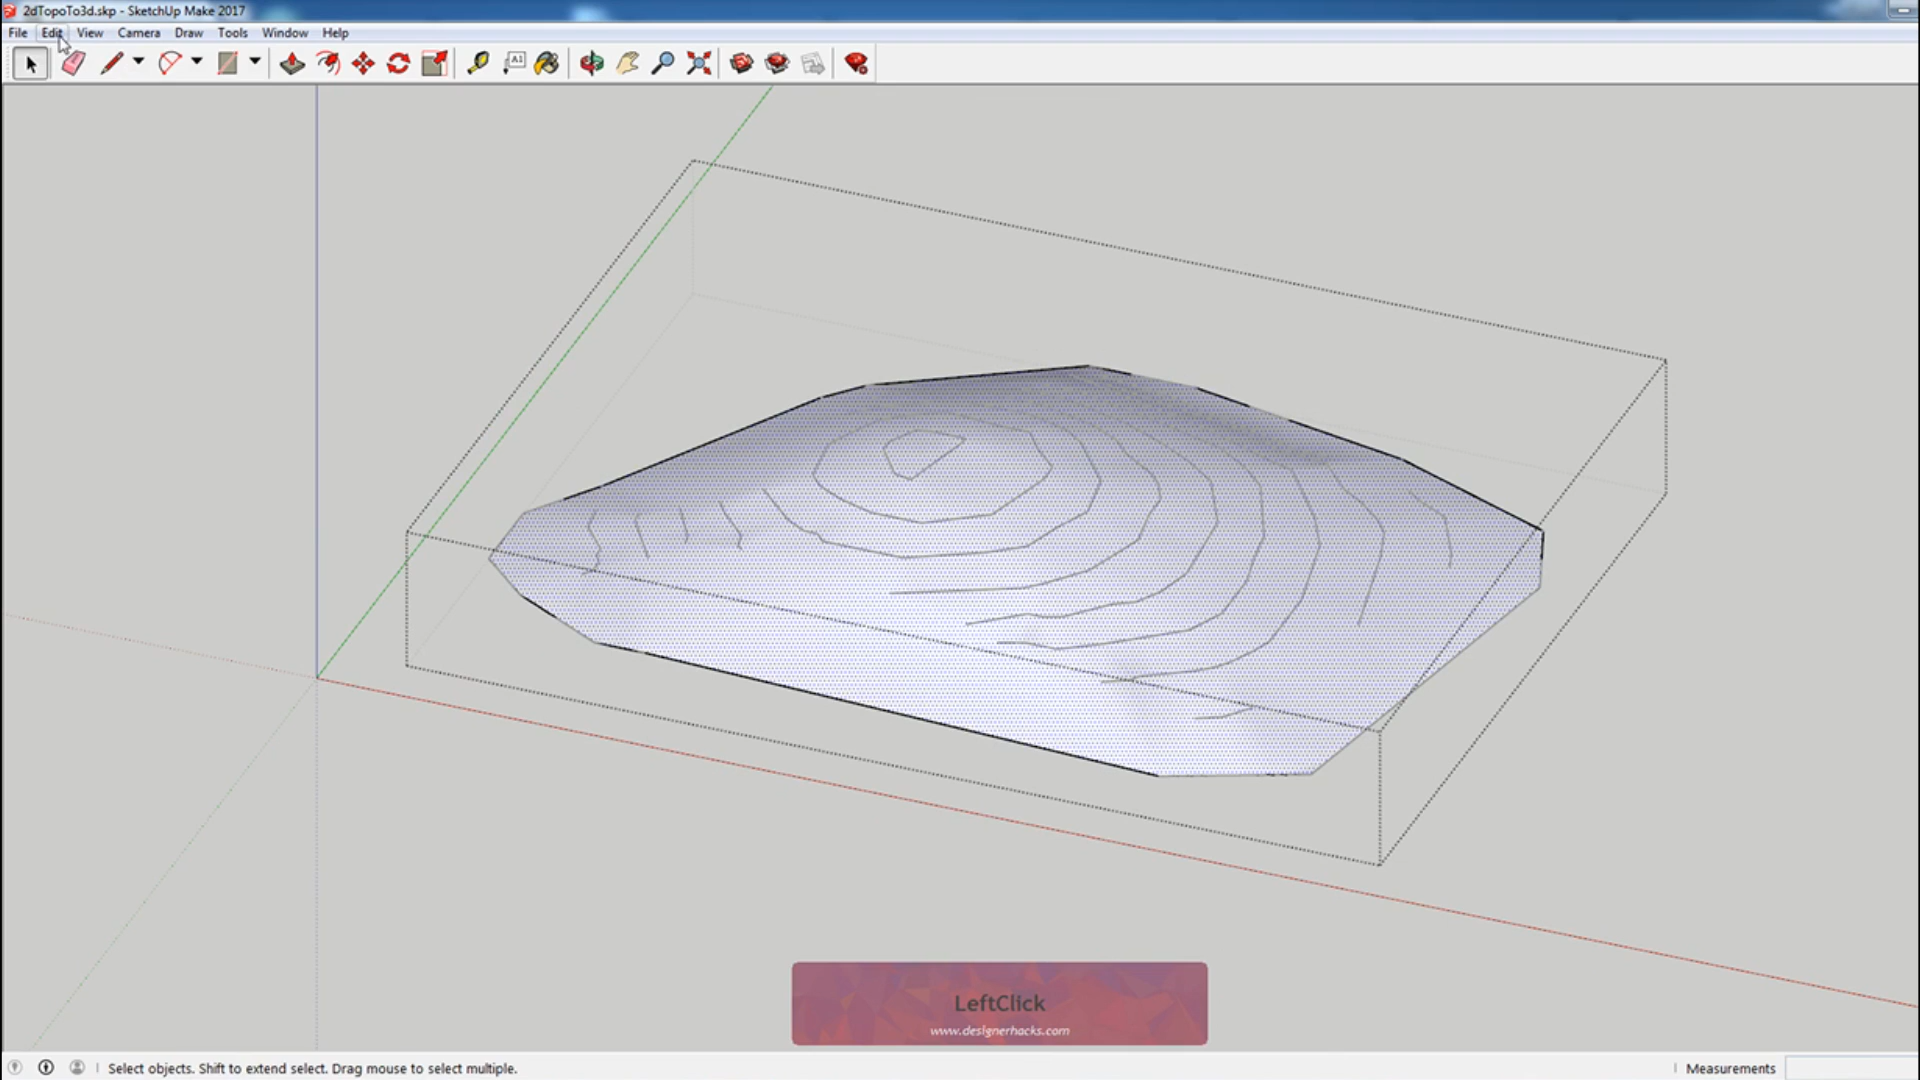 2dTopoTo3d.skp - SketchUp Make 2017
File Edit View Camera Draw Tools Window Help
A1
LeftClick
www.designerhacks.com
Select objects. Shift to extend select. Drag mouse to select multiple.
Measurements